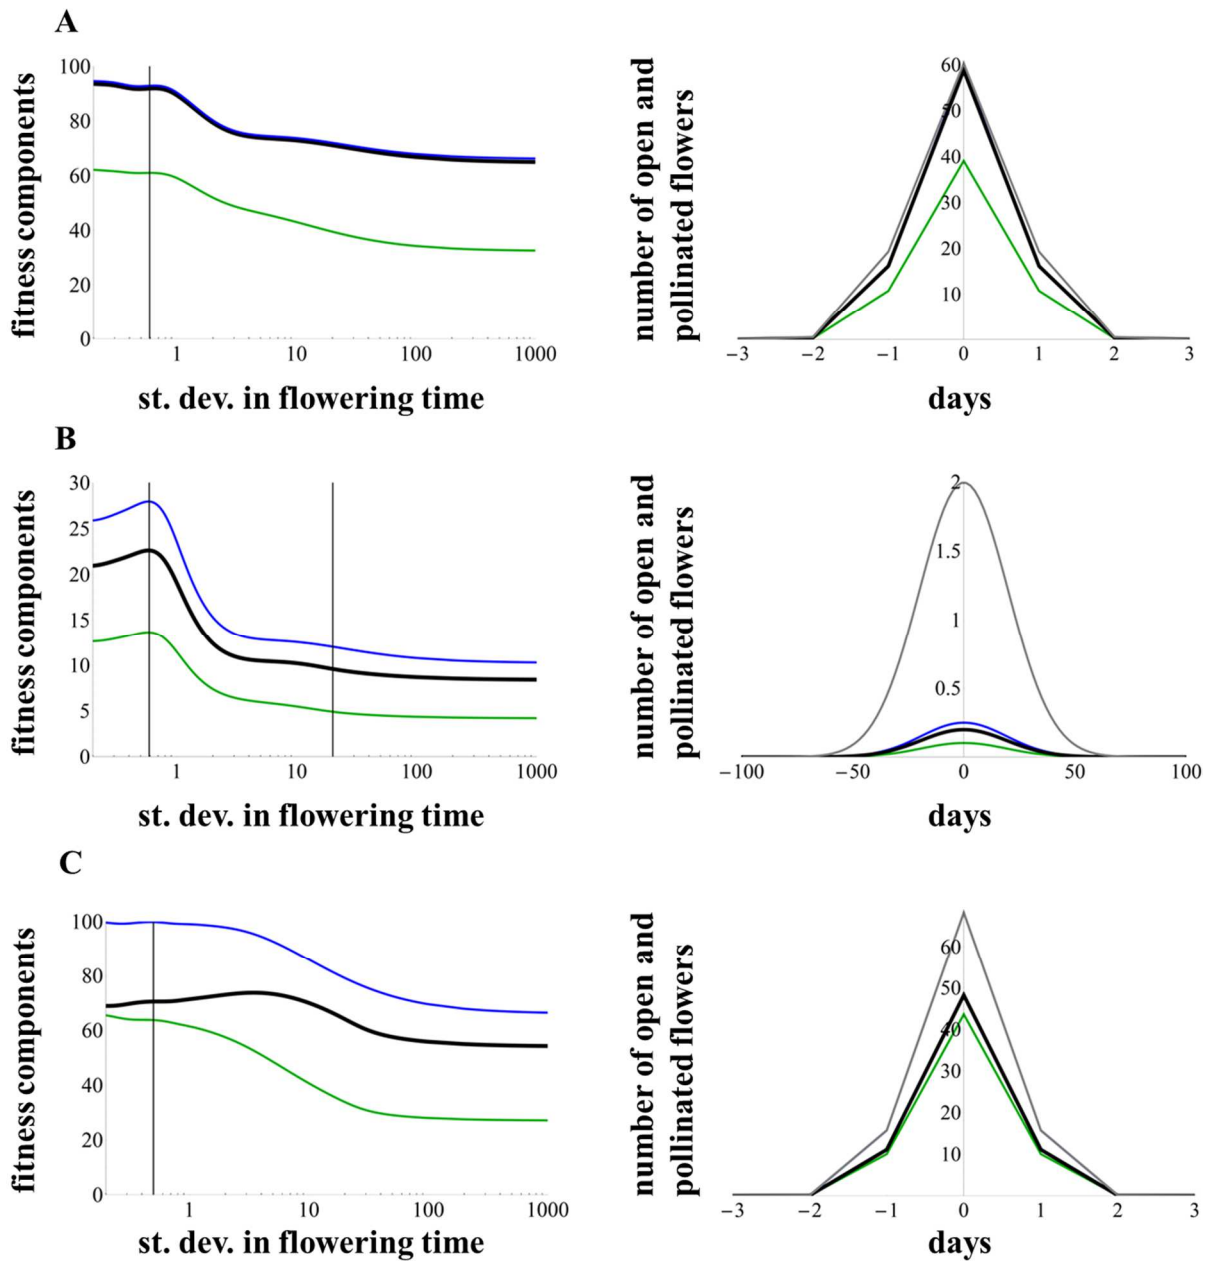 A
fitness components
100
80
60
40
20
0
1 10 100 1000
st. dev. in flowering time
number of open and
pollinated flowers
60
50
40
30
20
10
−3 −2 −1 0 1 2 3
days
B
fitness components
30
25
20
15
10
5
0
1 10 100 1000
st. dev. in flowering time
number of open and
pollinated flowers
2
1.5
1
0.5
−100 −50 0 50 100
days
C
fitness components
100
80
60
40
20
0
1 10 100 1000
st. dev. in flowering time
number of open and
pollinated flowers
60
50
40
30
20
10
−3 −2 −1 0 1 2 3
days